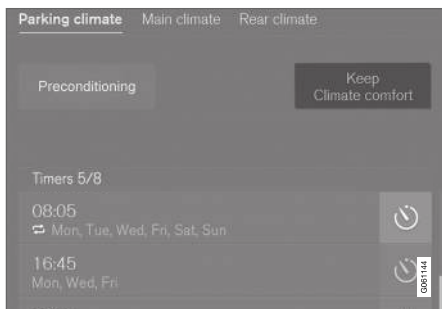 Parking climate Main climate Rear climate
Preconditioning
Keep
Climate comfort
Timers 5/8
08:05
Mon, Tue, Wed, Fri, Sat, Sun
16:45
Mon, Wed, Fri
G061144